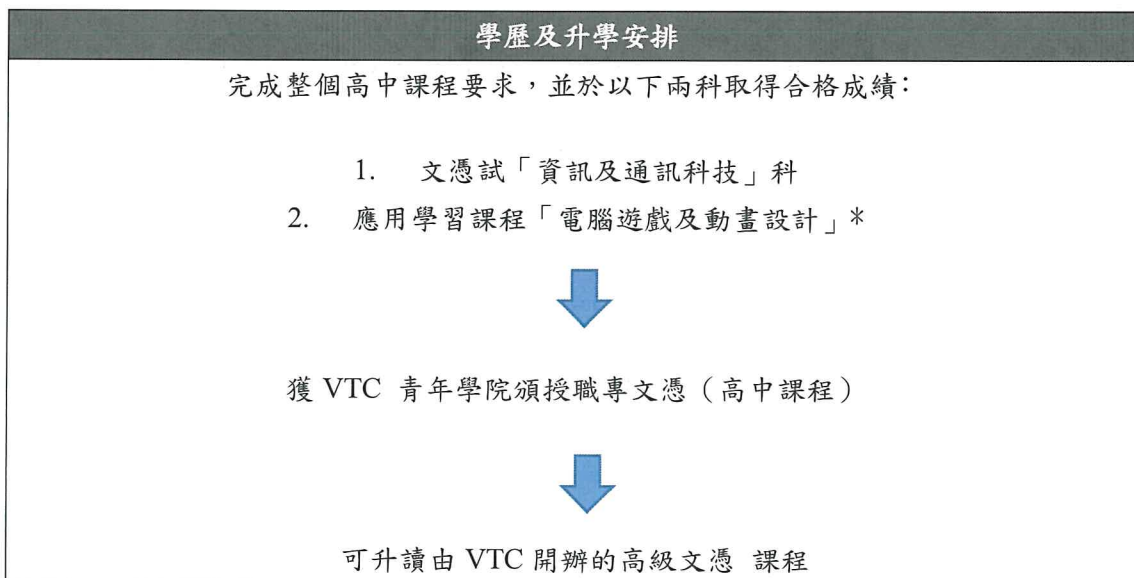 學歷及升學安排
完成整個高中課程要求，並於以下兩科取得合格成績：
1. 文憑試「資訊及通訊科技」科
2. 應用學習課程「電腦遊戲及動畫設計」*
獲 VTC 青年學院頒授職專文憑（高中課程）
可升讀由 VTC 開辦的高級文憑 課程